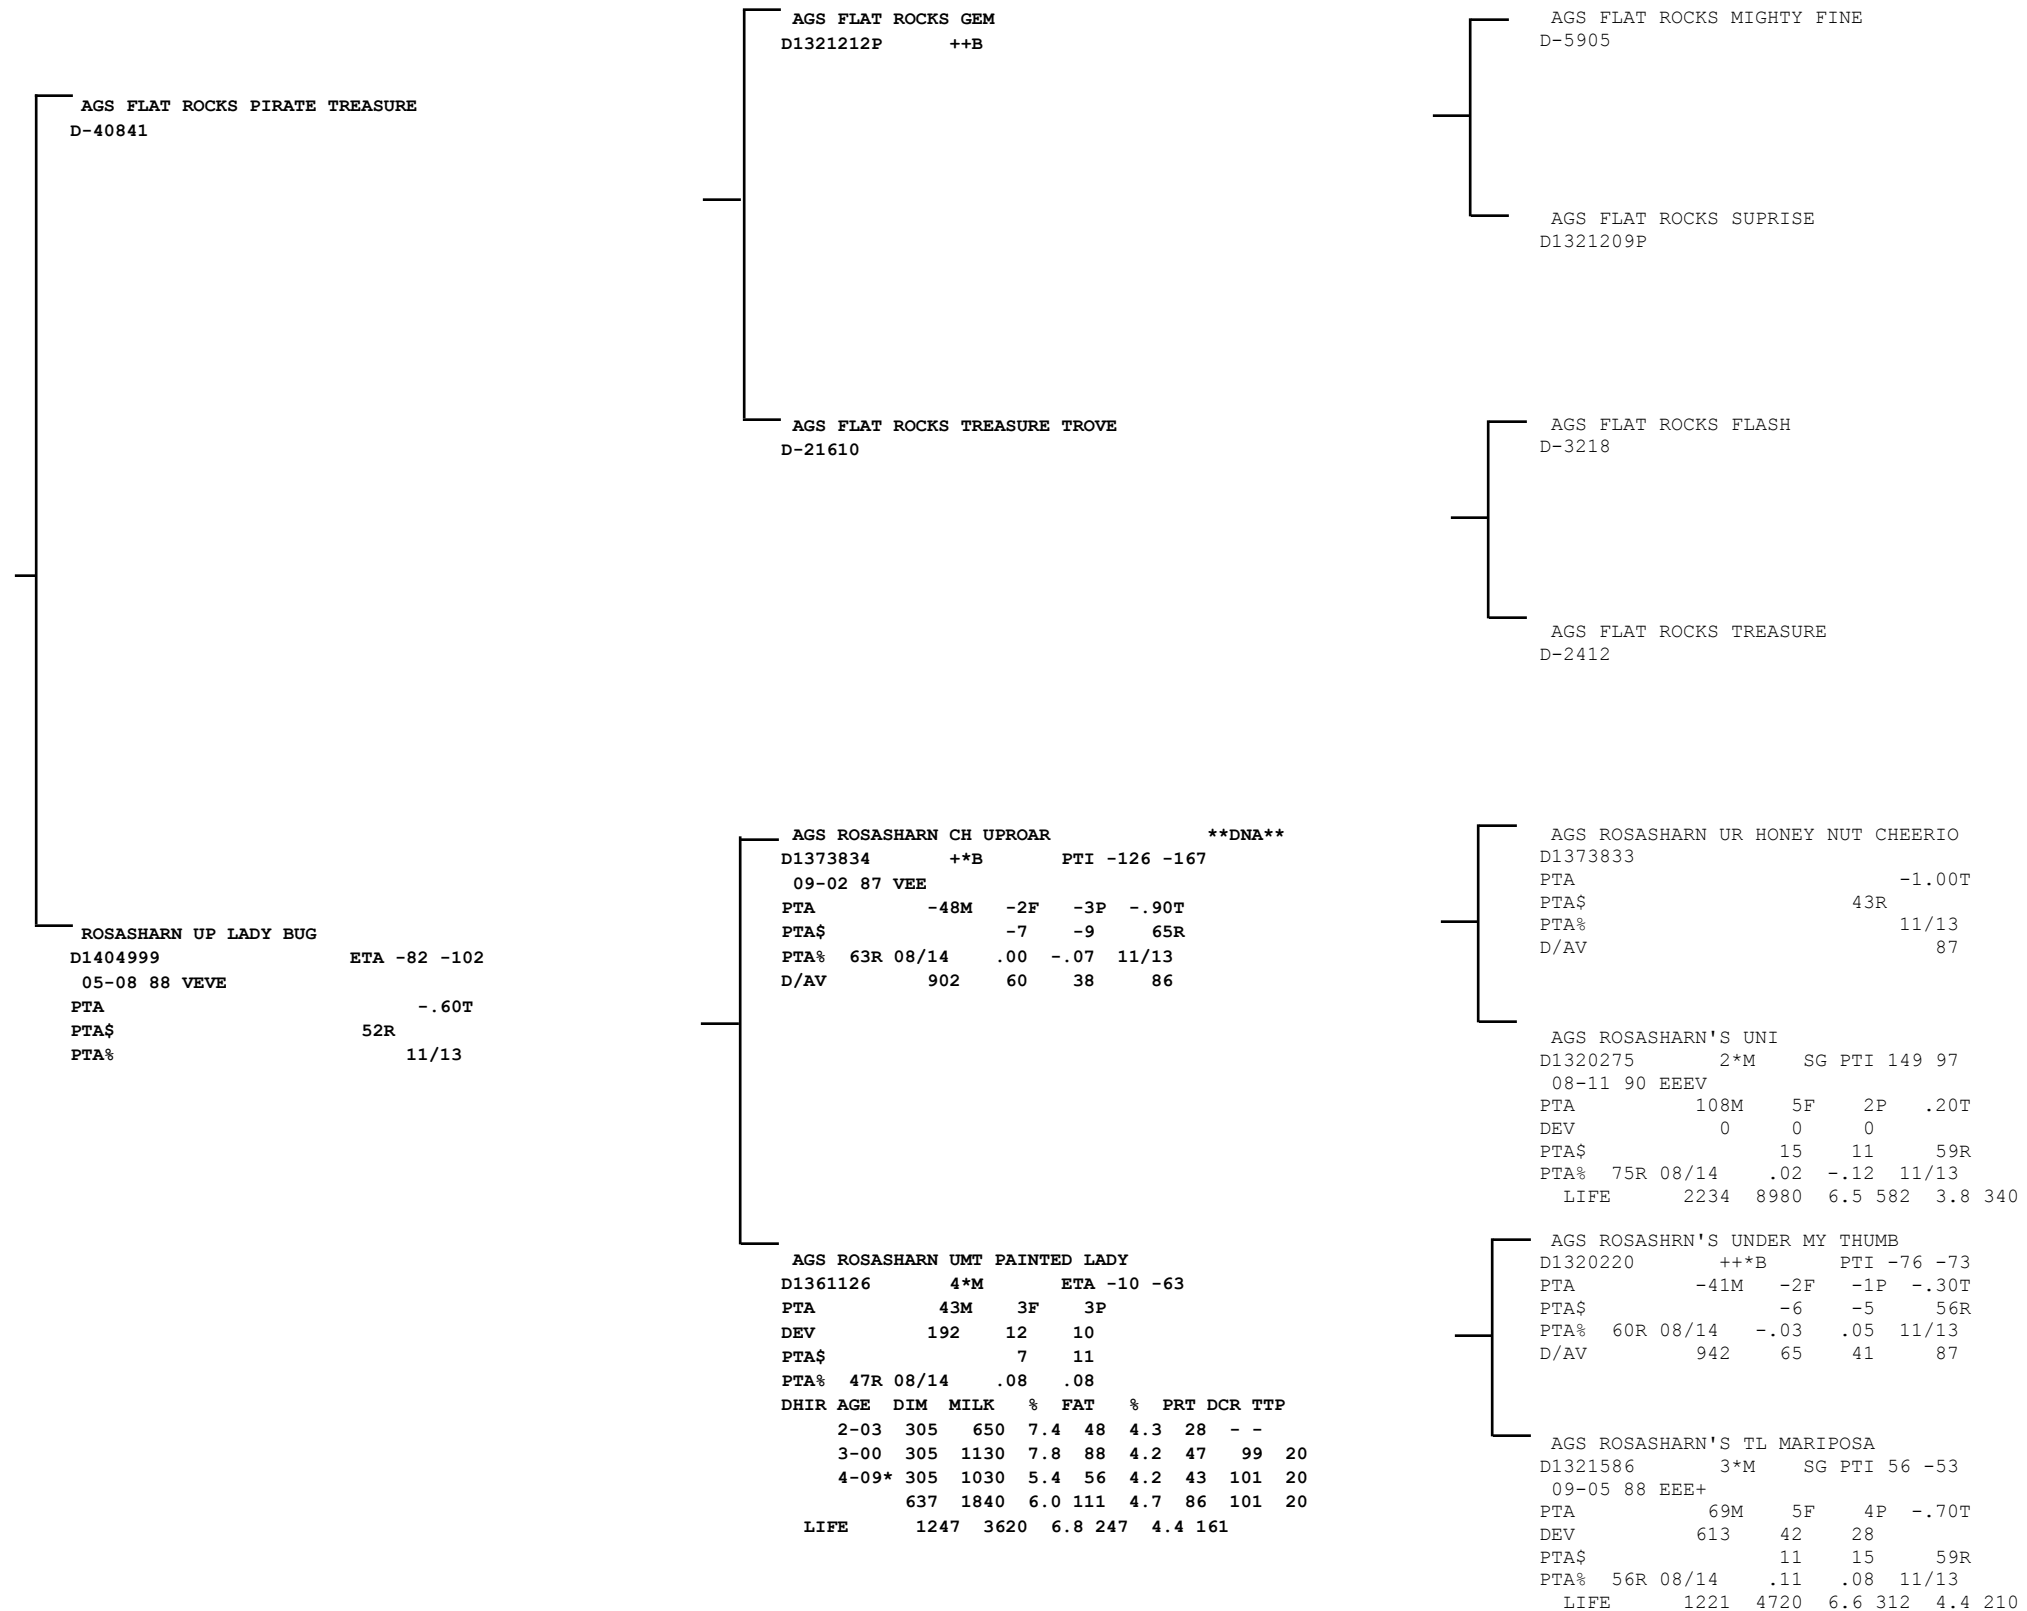 AGS FLAT ROCKS PIRATE TREASURE
D-40841
ROSASHARN UP LADY BUG
D1404999 ETA -82 -102
05-08 88 VEVE
PTA -.60T
PTA$ 52R
PTA% 11/13
AGS FLAT ROCKS GEM
D1321212P ++B
AGS FLAT ROCKS TREASURE TROVE
D-21610
AGS ROSASHARN CH UPROAR **DNA**
D1373834 +*B PTI -126 -167
09-02 87 VEE
PTA -48M -2F -3P -.90T
PTA$ -7 -9 65R
PTA% 63R 08/14 .00 -.07 11/13
D/AV 902 60 38 86
AGS ROSASHARN UMT PAINTED LADY
D1361126 4*M ETA -10 -63
PTA 43M 3F 3P
DEV 192 12 10
PTA$ 7 11
PTA% 47R 08/14 .08 .08
DHIR AGE DIM MILK % FAT % PRT DCR TTP
2-03 305 650 7.4 48 4.3 28 - -
3-00 305 1130 7.8 88 4.2 47 99 20
4-09* 305 1030 5.4 56 4.2 43 101 20
637 1840 6.0 111 4.7 86 101 20
LIFE 1247 3620 6.8 247 4.4 161
AGS FLAT ROCKS MIGHTY FINE
D-5905
AGS FLAT ROCKS SUPRISE
D1321209P
AGS FLAT ROCKS FLASH
D-3218
AGS FLAT ROCKS TREASURE
D-2412
AGS ROSASHARN UR HONEY NUT CHEERIO
D1373833
PTA -1.00T
PTA$ 43R
PTA% 11/13
D/AV 87
AGS ROSASHARN'S UNI
D1320275 2*M SG PTI 149 97
08-11 90 EEEV
PTA 108M 5F 2P .20T
DEV 0 0 0
PTA$ 15 11 59R
PTA% 75R 08/14 .02 -.12 11/13
LIFE 2234 8980 6.5 582 3.8 340
AGS ROSASHRN'S UNDER MY THUMB
D1320220 ++*B PTI -76 -73
PTA -41M -2F -1P -.30T
PTA$ -6 -5 56R
PTA% 60R 08/14 -.03 .05 11/13
D/AV 942 65 41 87
AGS ROSASHARN'S TL MARIPOSA
D1321586 3*M SG PTI 56 -53
09-05 88 EEE+
PTA 69M 5F 4P -.70T
DEV 613 42 28
PTA$ 11 15 59R
PTA% 56R 08/14 .11 .08 11/13
LIFE 1221 4720 6.6 312 4.4 210